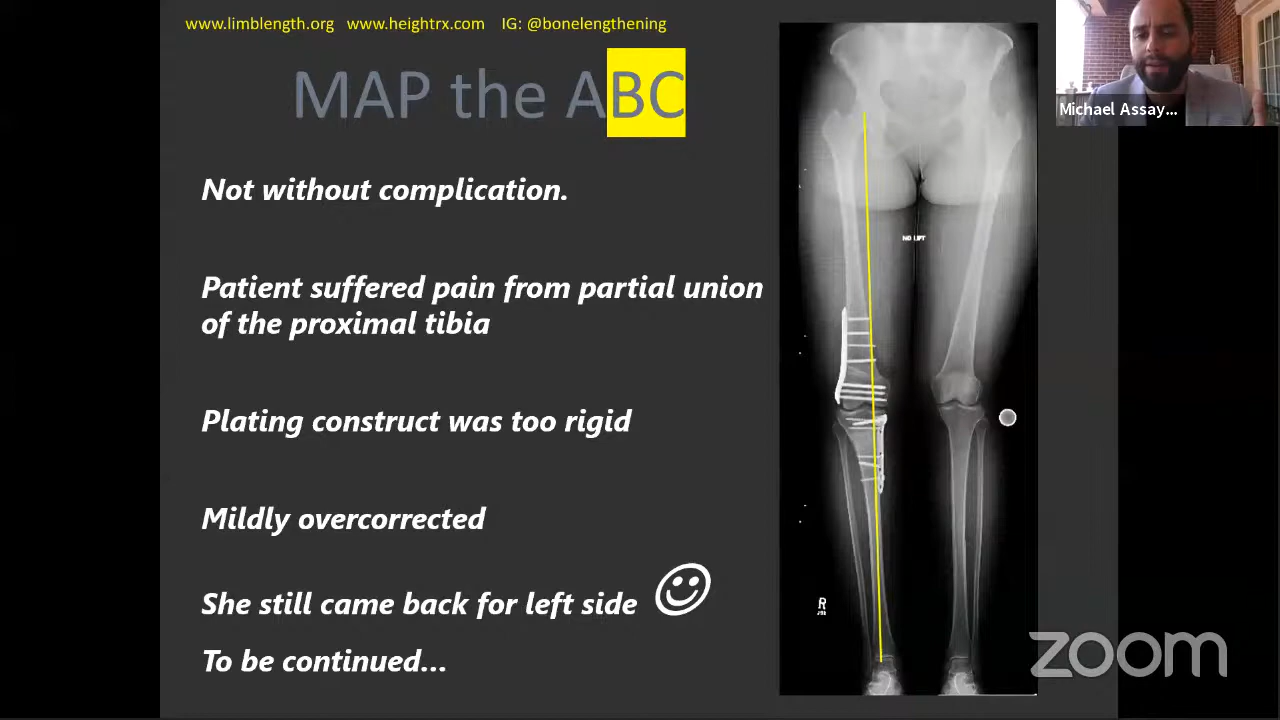 www.limblength.org www.heightrx.com IG: @bonelengthening
MAP the ABC
Michael Assay...
Not without complication.
NO LIFT
Patient suffered pain from partial union
of the proximal tibia
Plating construct was too rigid
Mildly overcorrected
She still came back for left side
R
To be continued...
zoom